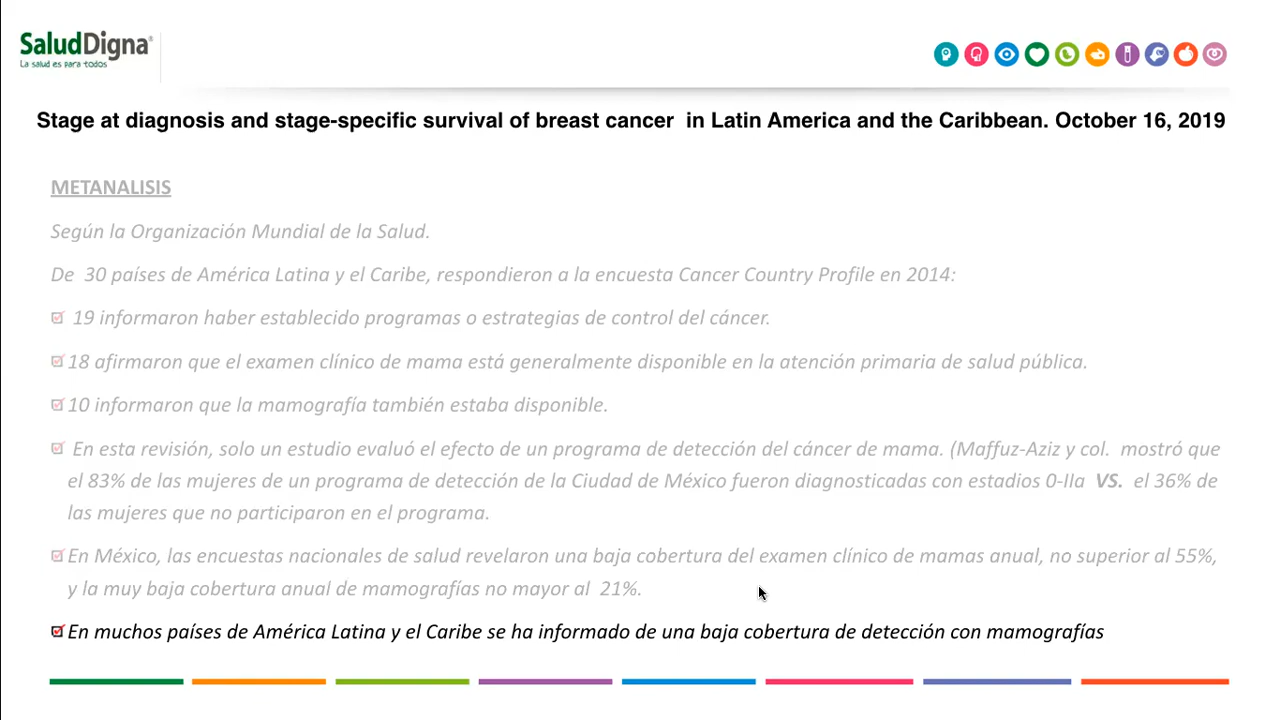 SaludDigna®
La salud es para todos
Stage at diagnosis and stage-specific survival of breast cancer in Latin America and the Caribbean. October 16, 2019
METANALISIS
Según la Organización Mundial de la Salud.
De 30 países de América Latina y el Caribe, respondieron a la encuesta Cancer Country Profile en 2014:
19 informaron haber establecido programas o estrategias de control del cáncer.
18 afirmaron que el examen clínico de mama está generalmente disponible en la atención primaria de salud pública.
10 informaron que la mamografía también estaba disponible.
En esta revisión, solo un estudio evaluó el efecto de un programa de detección del cáncer de mama. (Maffuz-Aziz y col. mostró que
el 83% de las mujeres de un programa de detección de la Ciudad de México fueron diagnosticadas con estadios 0-IIa VS. el 36% de
las mujeres que no participaron en el programa.
En México, las encuestas nacionales de salud revelaron una baja cobertura del examen clínico de mamas anual, no superior al 55%,
y la muy baja cobertura anual de mamografías no mayor al 21%.
En muchos países de América Latina y el Caribe se ha informado de una baja cobertura de detección con mamografías